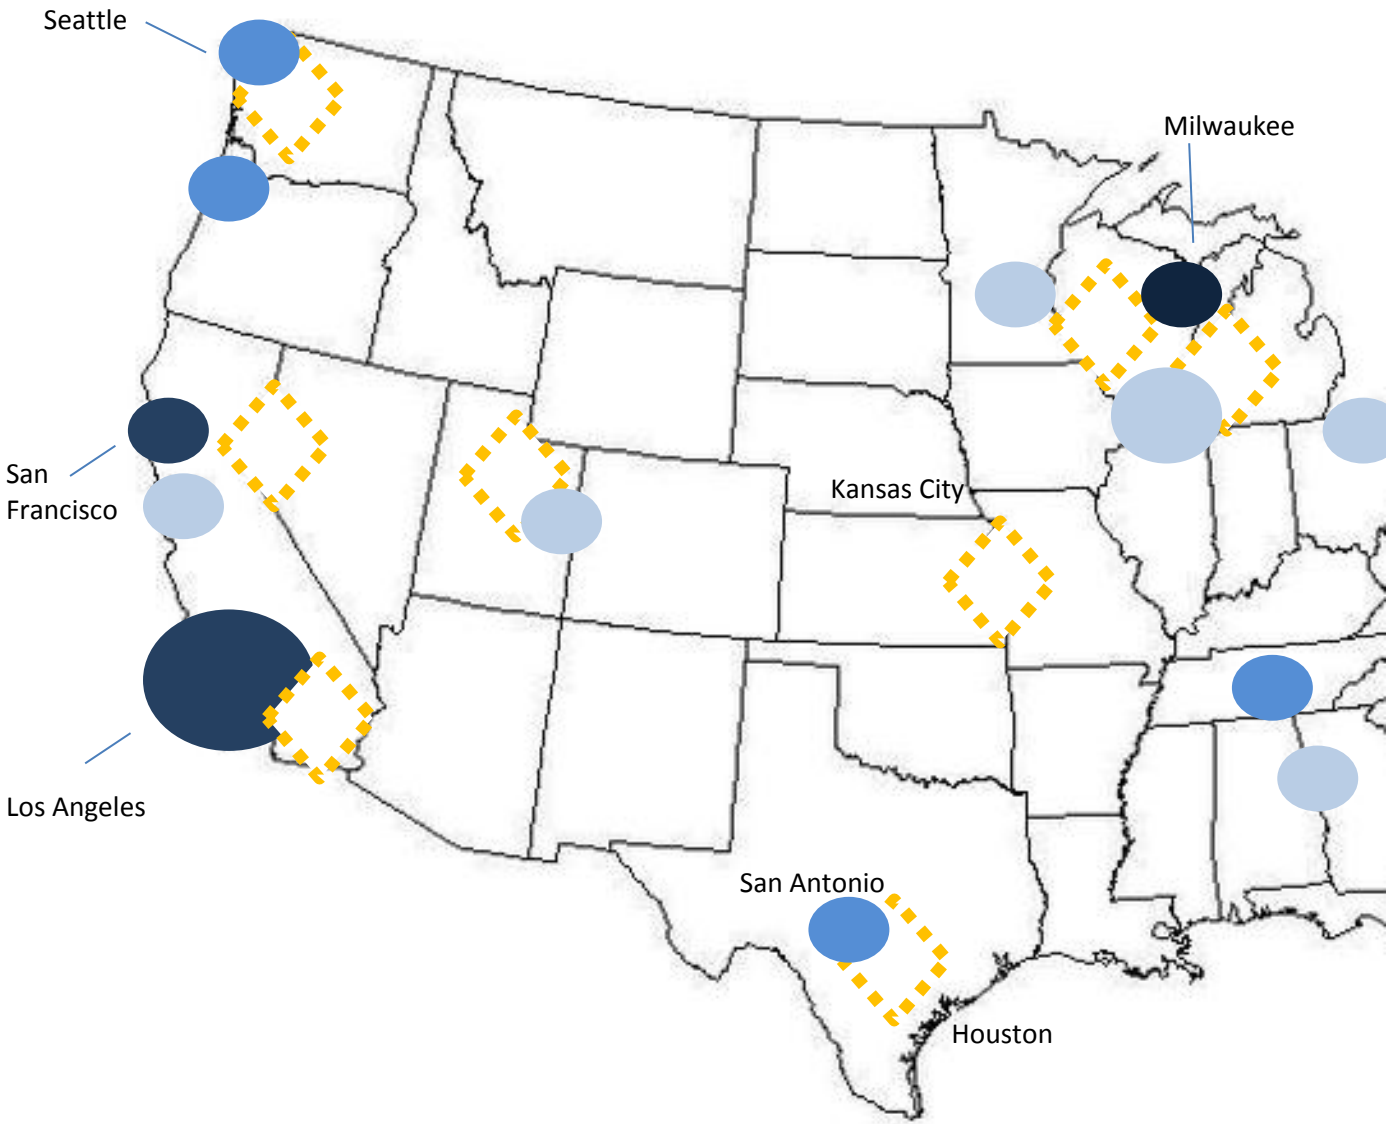 Seattle
Milwaukee
San
Francisco
Kansas City
Los Angeles
San Antonio
Houston